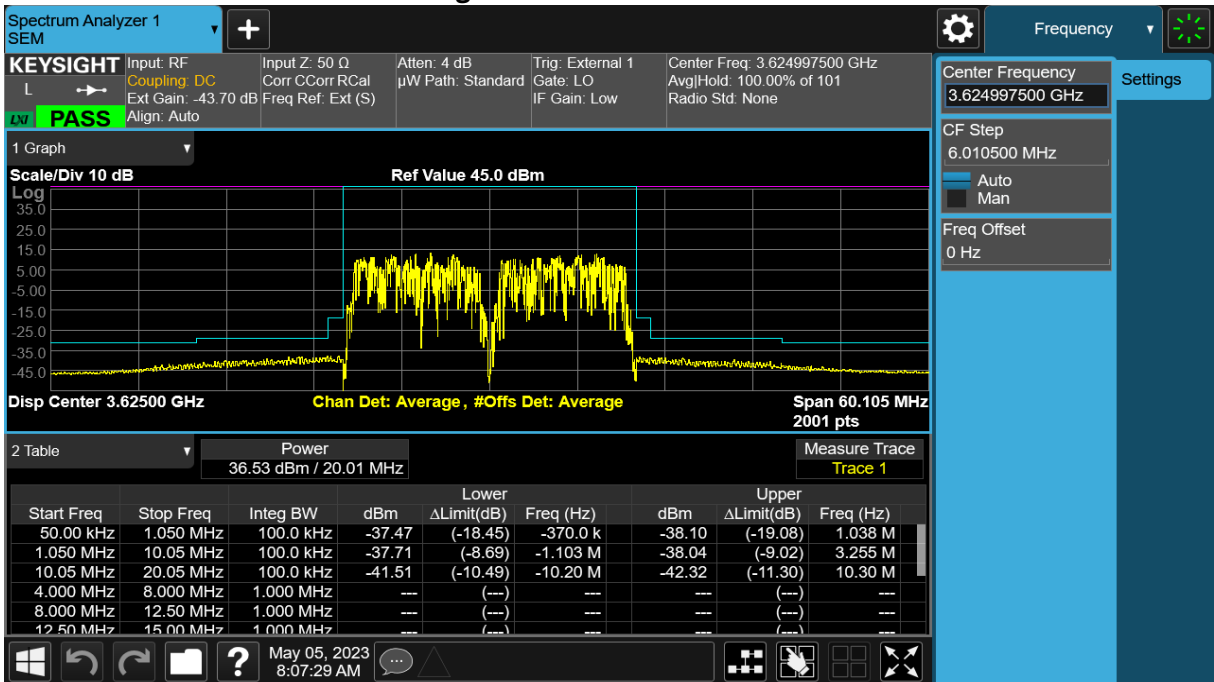 Spectrum Analyzer 1
SEM
Frequency
KEYSIGHT
L
LXI
PASS
Input: RF
Coupling: DC
Ext Gain: -43.70 dB
Align: Auto
Input Z: 50 Ω
Corr CCorr RCal
Freq Ref: Ext (S)
Atten: 4 dB
µW Path: Standard
Trig: External 1
Gate: LO
IF Gain: Low
Center Freq: 3.624997500 GHz
Avg|Hold: 100.00% of 101
Radio Std: None
Center Frequency
3.624997500 GHz
Settings
CF Step
6.010500 MHz
Auto
Man
Freq Offset
0 Hz
1 Graph
Scale/Div 10 dB
Ref Value 45.0 dBm
Log
35.0
25.0
15.0
5.00
-5.00
-15.0
-25.0
-35.0
-45.0
Disp Center 3.62500 GHz
Chan Det: Average , #Offs Det: Average
Span 60.105 MHz
2001 pts
2 Table
Power
36.53 dBm / 20.01 MHz
Measure Trace
Trace 1
Lower Upper
Start Freq Stop Freq Integ BW dBm ΔLimit(dB) Freq (Hz) dBm ΔLimit(dB) Freq (Hz)
50.00 kHz 1.050 MHz 100.0 kHz -37.47 (-18.45) -370.0 k -38.10 (-19.08) 1.038 M
1.050 MHz 10.05 MHz 100.0 kHz -37.71 (-8.69) -1.103 M -38.04 (-9.02) 3.255 M
10.05 MHz 20.05 MHz 100.0 kHz -41.51 (-10.49) -10.20 M -42.32 (-11.30) 10.30 M
4.000 MHz 8.000 MHz 1.000 MHz --- (---) --- --- (---) ---
8.000 MHz 12.50 MHz 1.000 MHz --- (---) --- --- (---) ---
12.50 MHz 15.00 MHz 1.000 MHz --- (---) --- --- (---) ---
?
May 05, 2023
8:07:29 AM